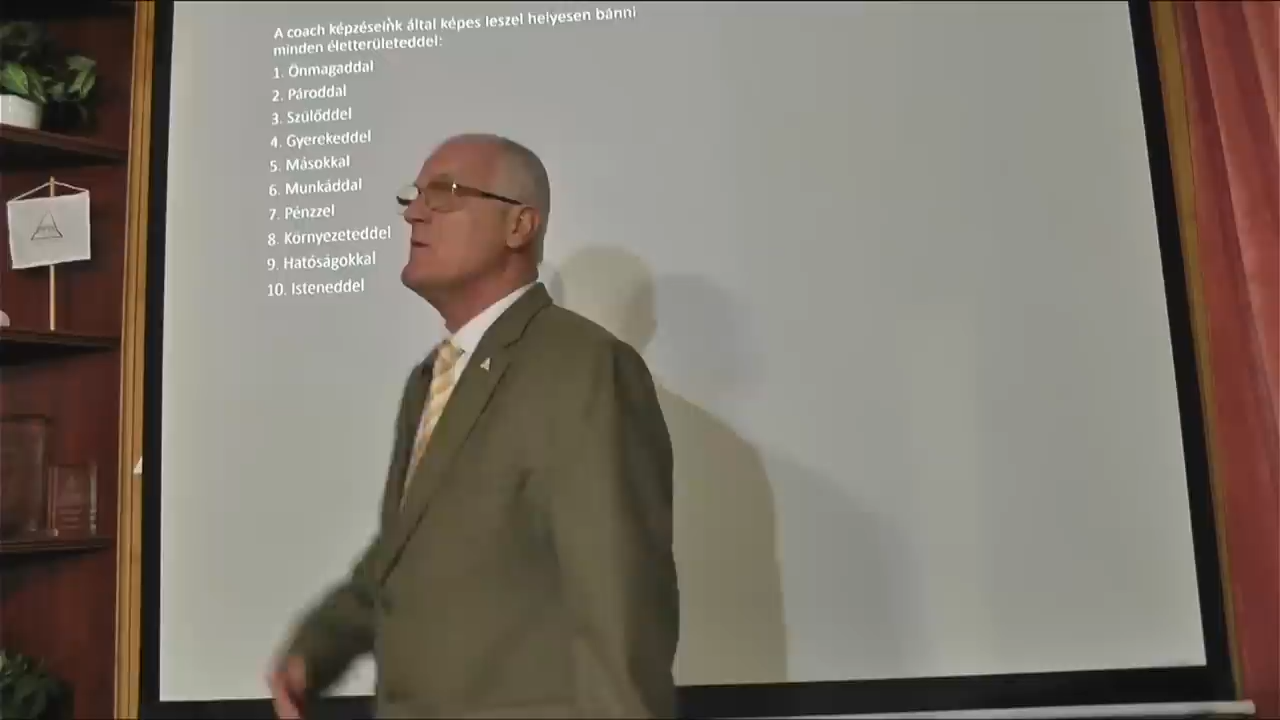 A coach képzéseink által képes leszel helyesen bánni
minden életterületeddel:
1. Önmagaddal
2. Pároddal
3. Szülőddel
4. Gyerekeddel
5. Másokkal
6. Munkáddal
7. Pénzzel
8. Környezeteddel
9. Hatóságokkal
10. Isteneddel